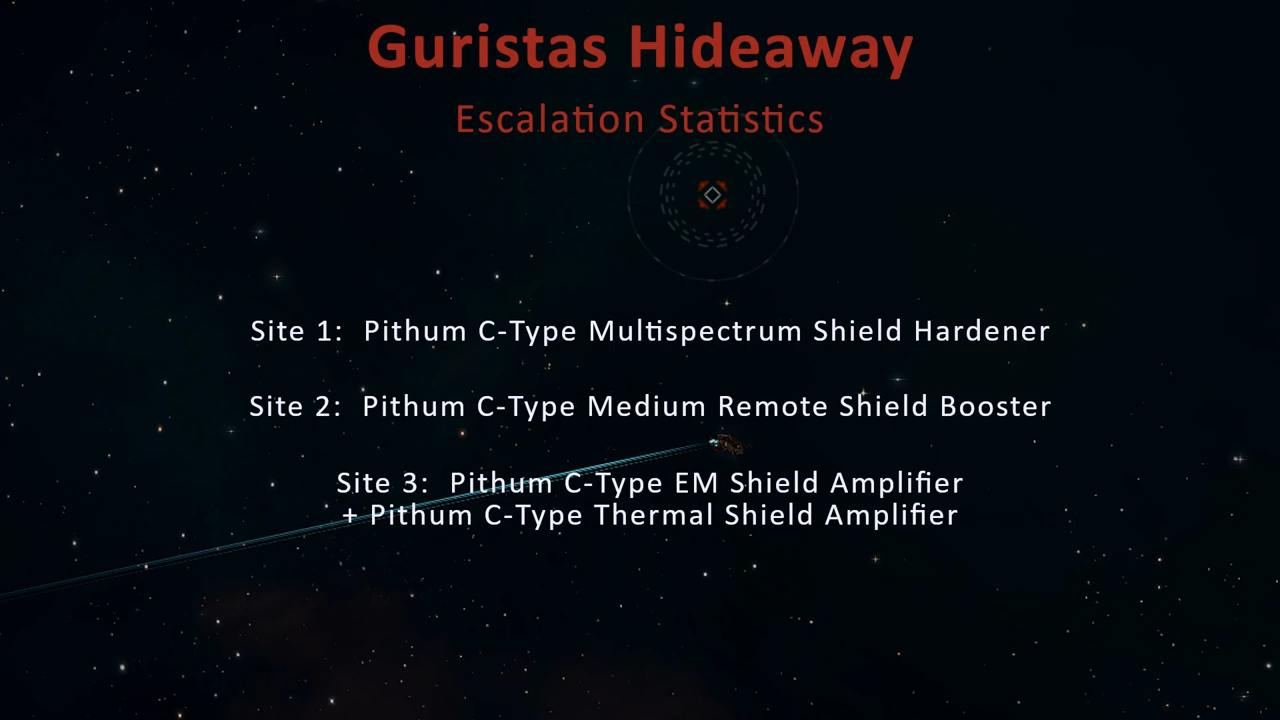 Guristas Hideaway
Escalation Statistics
Site 1: Pithum C-Type Multispectrum Shield Hardener
Site 2: Pithum C-Type Medium Remote Shield Booster
Site 3: Pithum C-Type EM Shield Amplifier
+ Pithum C-Type Thermal Shield Amplifier